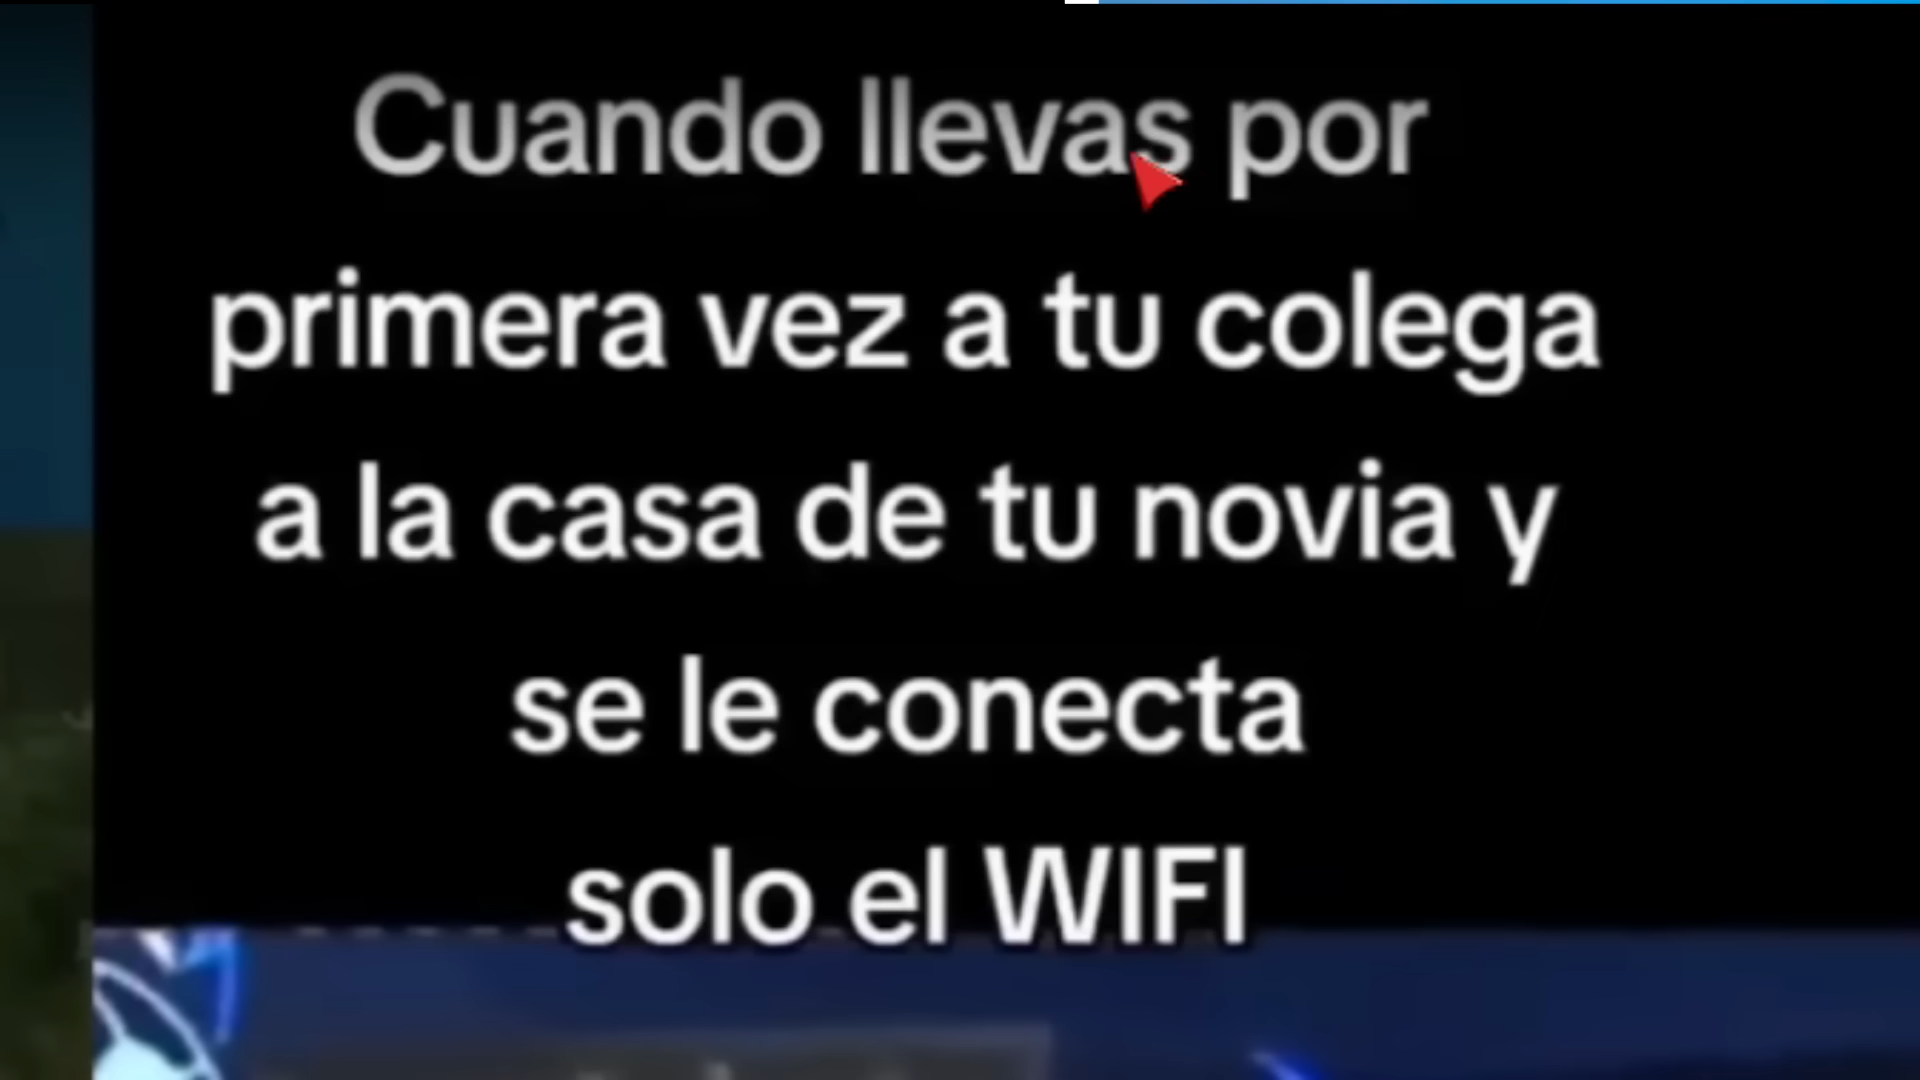 Cuando llevas por
primera vez a tu colega
a la casa de tu novia y
se le conecta
solo el WIFI